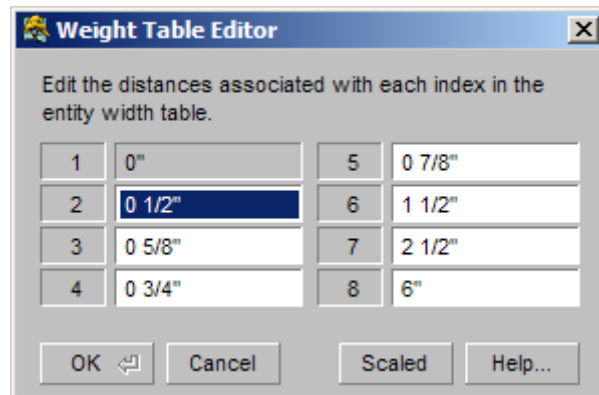 Weight Table Editor
Edit the distances associated with each index in the
entity width table.
1 0" 5 0 7/8"
2 0 1/2" 6 1 1/2"
3 0 5/8" 7 2 1/2"
4 0 3/4" 8 6"
OK Cancel Scaled Help...